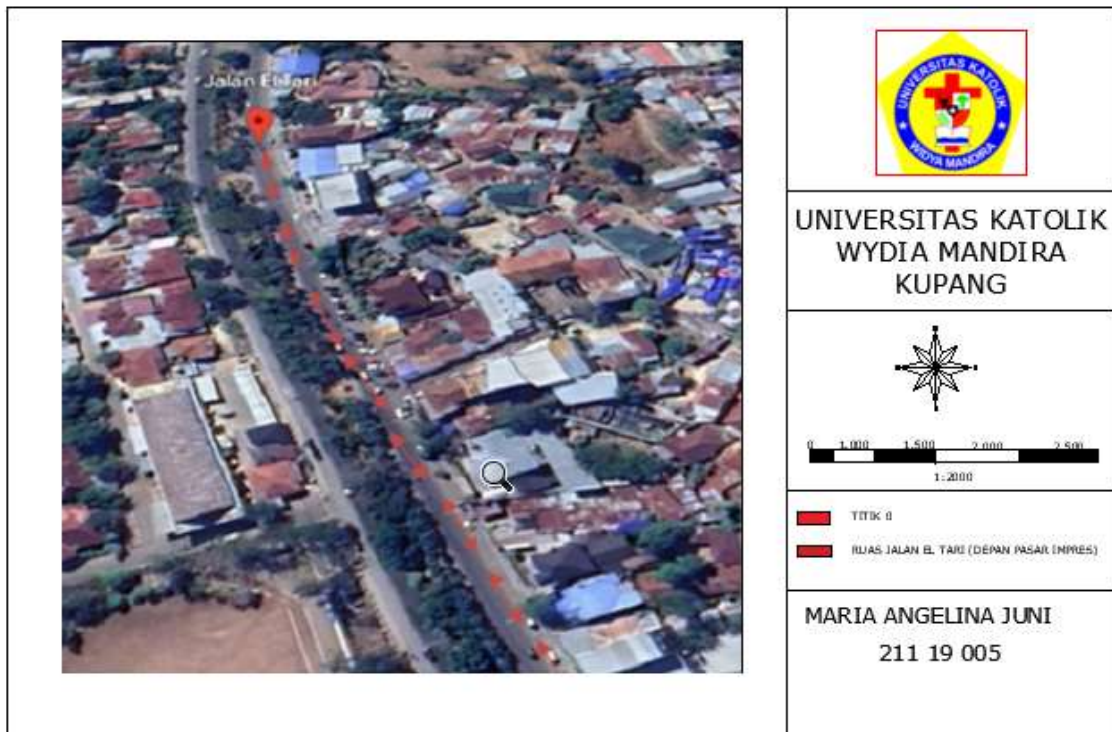 Jalan El Tari
UNIVERSITAS KATOLIK
WIDYA MANDIRA
UNIVERSITAS KATOLIK
WYDIA MANDIRA
KUPANG
0 1.000 1.500 2.000 2.500
1:2000
TITIK 0
RUAS JALAN EL TARI (DEPAN PASAR IMPRES)
MARIA ANGELINA JUNI
211 19 005